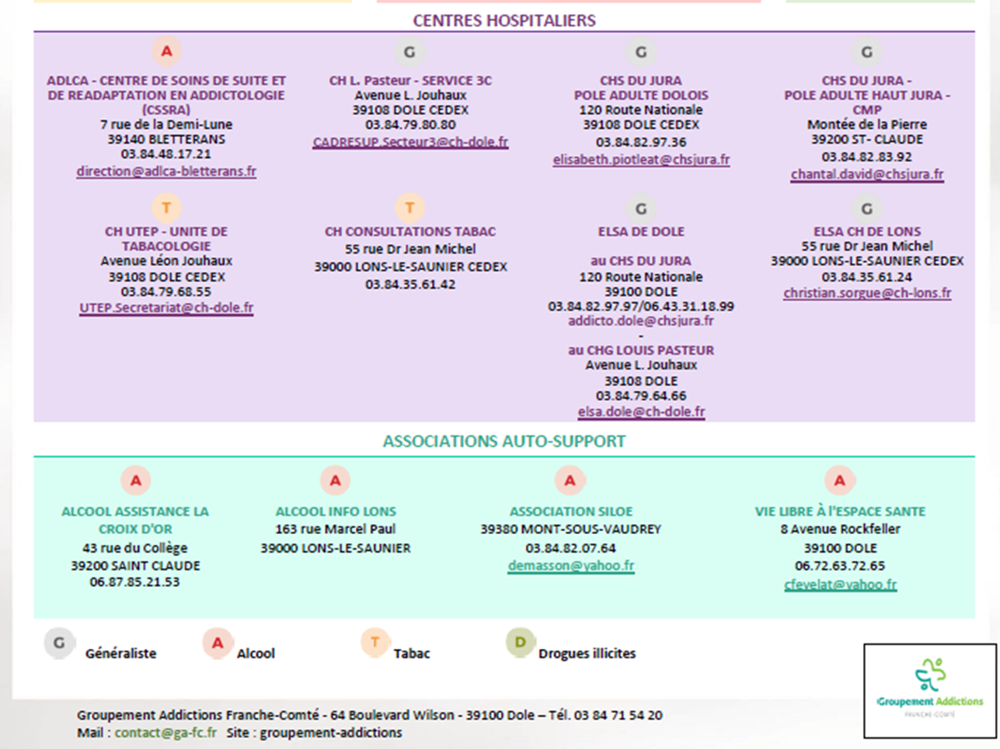 CENTRES HOSPITALIERS
A
ADLCA - CENTRE DE SOINS DE SUITE ET
DE READAPTATION EN ADDICTOLOGIE
(CSSRA)
7 rue de la Demi-Lune
39140 BLETTERANS
03.84.48.17.21
direction@adlca-bletterans.fr
G
CH L. Pasteur - SERVICE 3C
Avenue L. Jouhaux
39108 DOLE CEDEX
03.84.79.80.80
CADRESUP.Secteur3@ch-dole.fr
G
CHS DU JURA
POLE ADULTE DOLOIS
120 Route Nationale
39108 DOLE CEDEX
03.84.82.97.36
elisabeth.piotleat@chsjura.fr
G
CHS DU JURA -
POLE ADULTE HAUT JURA -
CMP
Montée de la Pierre
39200 ST- CLAUDE
03.84.82.83.92
chantal.david@chsjura.fr
T
CH UTEP - UNITE DE
TABACOLOGIE
Avenue Léon Jouhaux
39108 DOLE CEDEX
03.84.79.68.55
UTEP.Secretariat@ch-dole.fr
T
CH CONSULTATIONS TABAC
55 rue Dr Jean Michel
39000 LONS-LE-SAUNIER CEDEX
03.84.35.61.42
G
ELSA DE DOLE
au CHS DU JURA
120 Route Nationale
39100 DOLE
03.84.82.97.97/06.43.31.18.99
addicto.dole@chsjura.fr
-
au CHG LOUIS PASTEUR
Avenue L. Jouhaux
39108 DOLE
03.84.79.64.66
elsa.dole@ch-dole.fr
G
ELSA CH DE LONS
55 rue Dr Jean Michel
39000 LONS-LE-SAUNIER CEDEX
03.84.35.61.24
christian.sorgue@ch-lons.fr
ASSOCIATIONS AUTO-SUPPORT
A
ALCOOL ASSISTANCE LA
CROIX D'OR
43 rue du Collège
39200 SAINT CLAUDE
06.87.85.21.53
A
ALCOOL INFO LONS
163 rue Marcel Paul
39000 LONS-LE-SAUNIER
A
ASSOCIATION SILOE
39380 MONT-SOUS-VAUDREY
03.84.82.07.64
demasson@yahoo.fr
A
VIE LIBRE À l'ESPACE SANTE
8 Avenue Rockfeller
39100 DOLE
06.72.63.72.65
cfevelat@yahoo.fr
G Généraliste
A Alcool
T Tabac
D Drogues illicites
Groupement Addictions
FRANCHE-COMTÉ
Groupement Addictions Franche-Comté - 64 Boulevard Wilson - 39100 Dole – Tél. 03 84 71 54 20
Mail : contact@ga-fc.fr Site : groupement-addictions